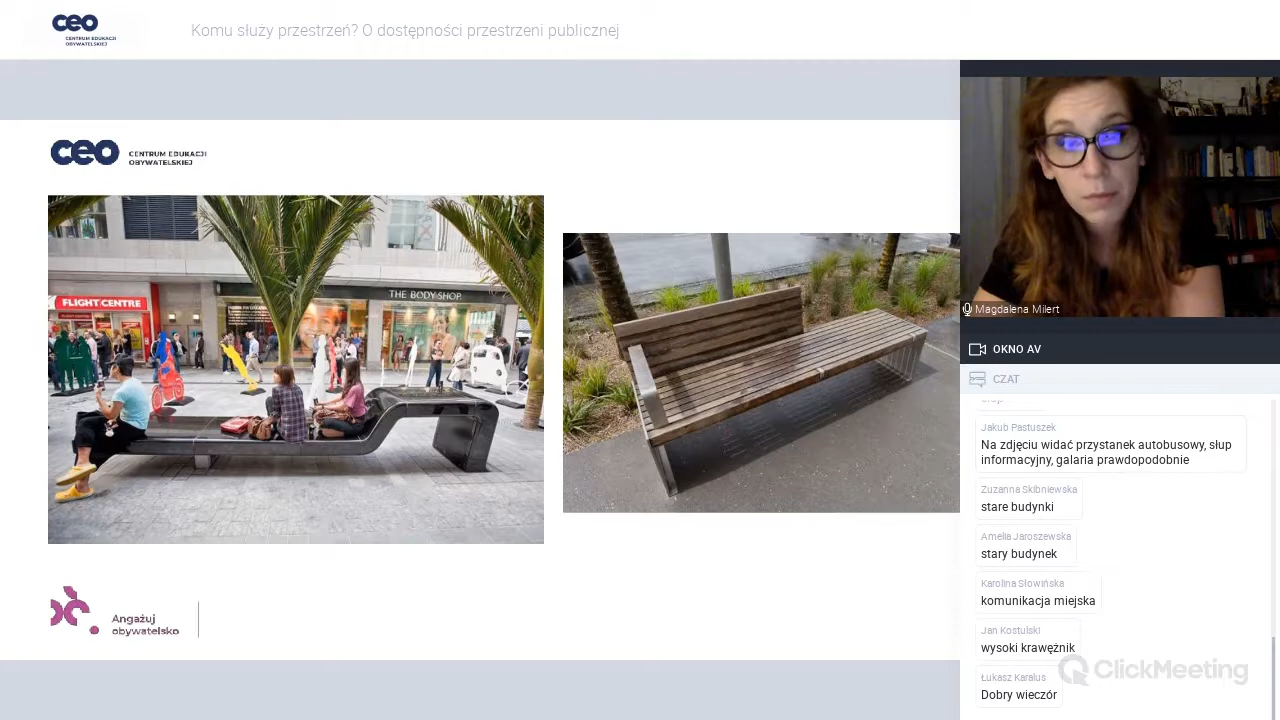 ceo
CENTRUM EDUKACJI
OBYWATELSKIEJ
Komu służy przestrzeń? O dostępności przestrzeni publicznej
ceo
CENTRUM EDUKACJI
OBYWATELSKIEJ
FLIGHT CENTRE
THE BODY SHOP
Angażuj
obywatelsko
Magdalena Milert
OKNO AV
CZAT
Jakub Pastuszek
Na zdjęciu widać przystanek autobusowy, słup
informacyjny, galaria prawdopodobnie
Zuzanna Skibniewska
stare budynki
Amelia Jaroszewska
stary budynek
Karolina Słowińska
komunikacja miejska
Jan Kostulski
wysoki krawężnik
Łukasz Karalus
Dobry wieczór
ClickMeeting